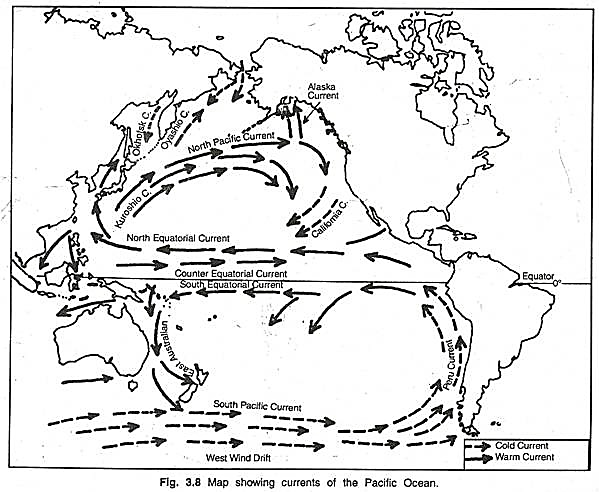 Alaska
Current
Okhotsk C.
Oyashio C.
North Pacific Current
Kuroshio C.
California C.
North Equatorial Current
Counter Equatorial Current
South Equatorial Current
Equator
0°
East Australian
Peru Current
South Pacific Current
West Wind Drift
Cold Current
Warm Current
Fig. 3.8 Map showing currents of the Pacific Ocean.